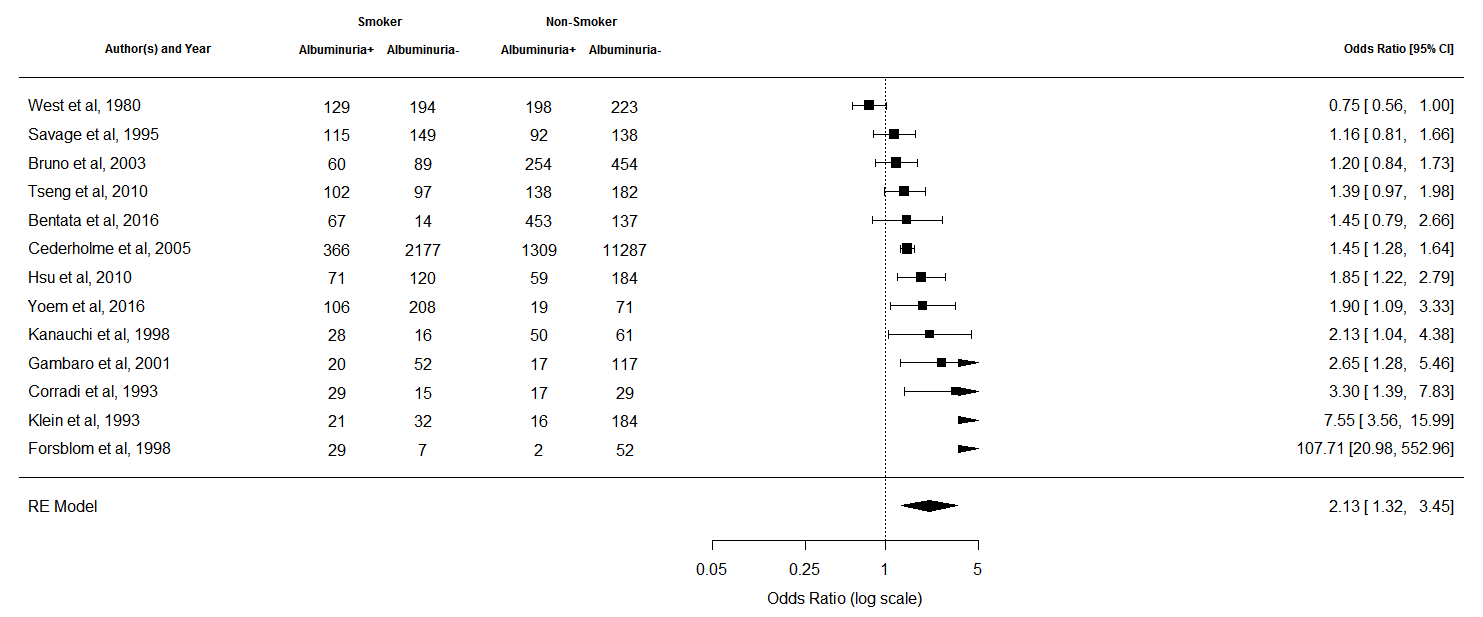 Smoker Non-Smoker
Author(s) and Year Albuminuria+ Albuminuria- Albuminuria+ Albuminuria- Odds Ratio [95% CI]
West et al, 1980 129 194 198 223 0.75 [ 0.56, 1.00]
Savage et al, 1995 115 149 92 138 1.16 [ 0.81, 1.66]
Bruno et al, 2003 60 89 254 454 1.20 [ 0.84, 1.73]
Tseng et al, 2010 102 97 138 182 1.39 [ 0.97, 1.98]
Bentata et al, 2016 67 14 453 137 1.45 [ 0.79, 2.66]
Cederholme et al, 2005 366 2177 1309 11287 1.45 [ 1.28, 1.64]
Hsu et al, 2010 71 120 59 184 1.85 [ 1.22, 2.79]
Yoem et al, 2016 106 208 19 71 1.90 [ 1.09, 3.33]
Kanauchi et al, 1998 28 16 50 61 2.13 [ 1.04, 4.38]
Gambaro et al, 2001 20 52 17 117 2.65 [ 1.28, 5.46]
Corradi et al, 1993 29 15 17 29 3.30 [ 1.39, 7.83]
Klein et al, 1993 21 32 16 184 7.55 [ 3.56, 15.99]
Forsblom et al, 1998 29 7 2 52 107.71 [20.98, 552.96]
RE Model 2.13 [ 1.32, 3.45]
0.05 0.25 1 5
Odds Ratio (log scale)